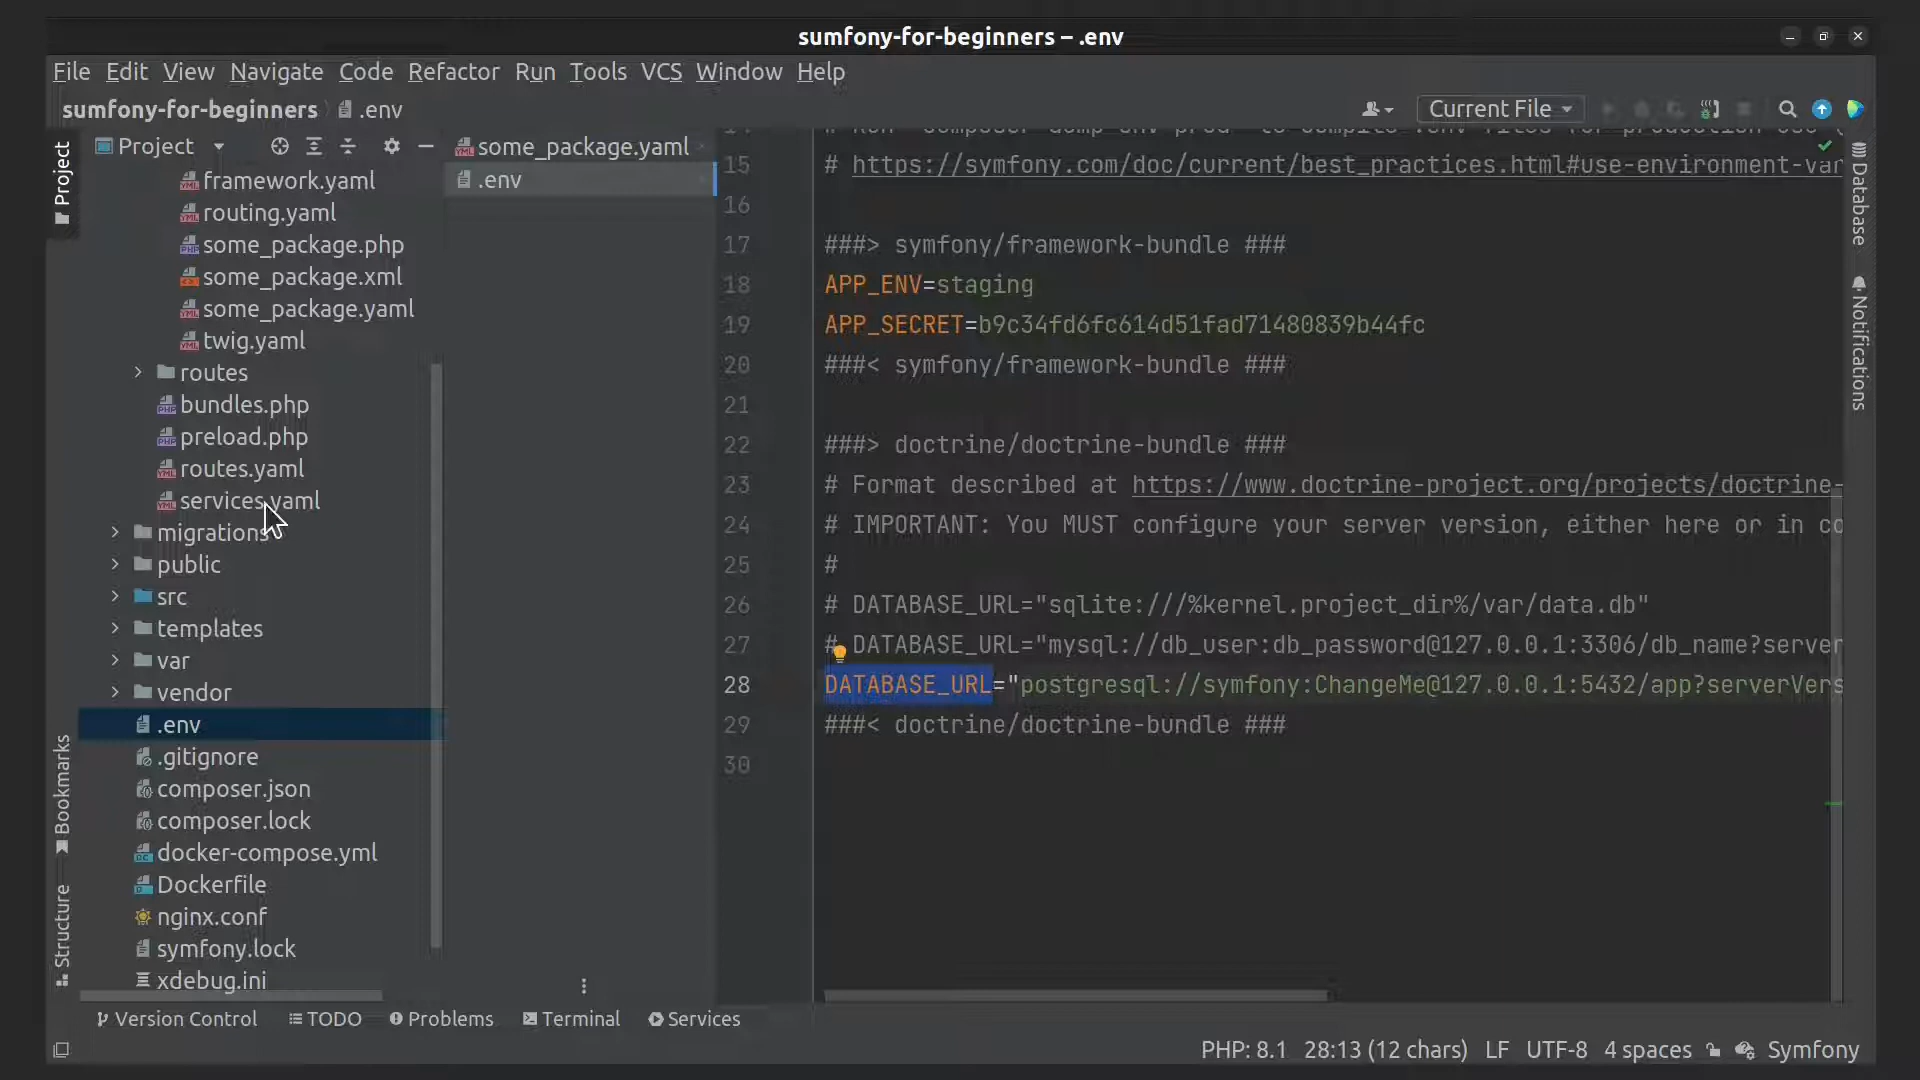 sumfony-for-beginners – .env
File Edit View Navigate Code Refactor Run Tools VCS Window Help
sumfony-for-beginners .env
Current File
Project
Project
framework.yaml
routing.yaml
some_package.php
some_package.xml
some_package.yaml
twig.yaml
routes
bundles.php
preload.php
routes.yaml
services.yaml
migrations
public
src
templates
var
vendor
.env
.gitignore
composer.json
composer.lock
docker-compose.yml
Dockerfile
nginx.conf
symfony.lock
xdebug.ini
Bookmarks
Structure
some_package.yaml
.env
15 # https://symfony.com/doc/current/best_practices.html#use-environment-var
16
17 ###> symfony/framework-bundle ###
18 APP_ENV=staging
19 APP_SECRET=b9c34fd6fc614d51fad71480839b44fc
20 ###< symfony/framework-bundle ###
21
22 ###> doctrine/doctrine-bundle ###
23 # Format described at https://www.doctrine-project.org/projects/doctrine-
24 # IMPORTANT: You MUST configure your server version, either here or in co
25 #
26 # DATABASE_URL="sqlite:///%kernel.project_dir%/var/data.db"
27 # DATABASE_URL="mysql://db_user:db_password@127.0.0.1:3306/db_name?server
28 DATABASE_URL="postgresql://symfony:ChangeMe@127.0.0.1:5432/app?serverVers
29 ###< doctrine/doctrine-bundle ###
30
Database
Notifications
Version Control TODO Problems Terminal Services
PHP: 8.1 28:13 (12 chars) LF UTF-8 4 spaces Symfony